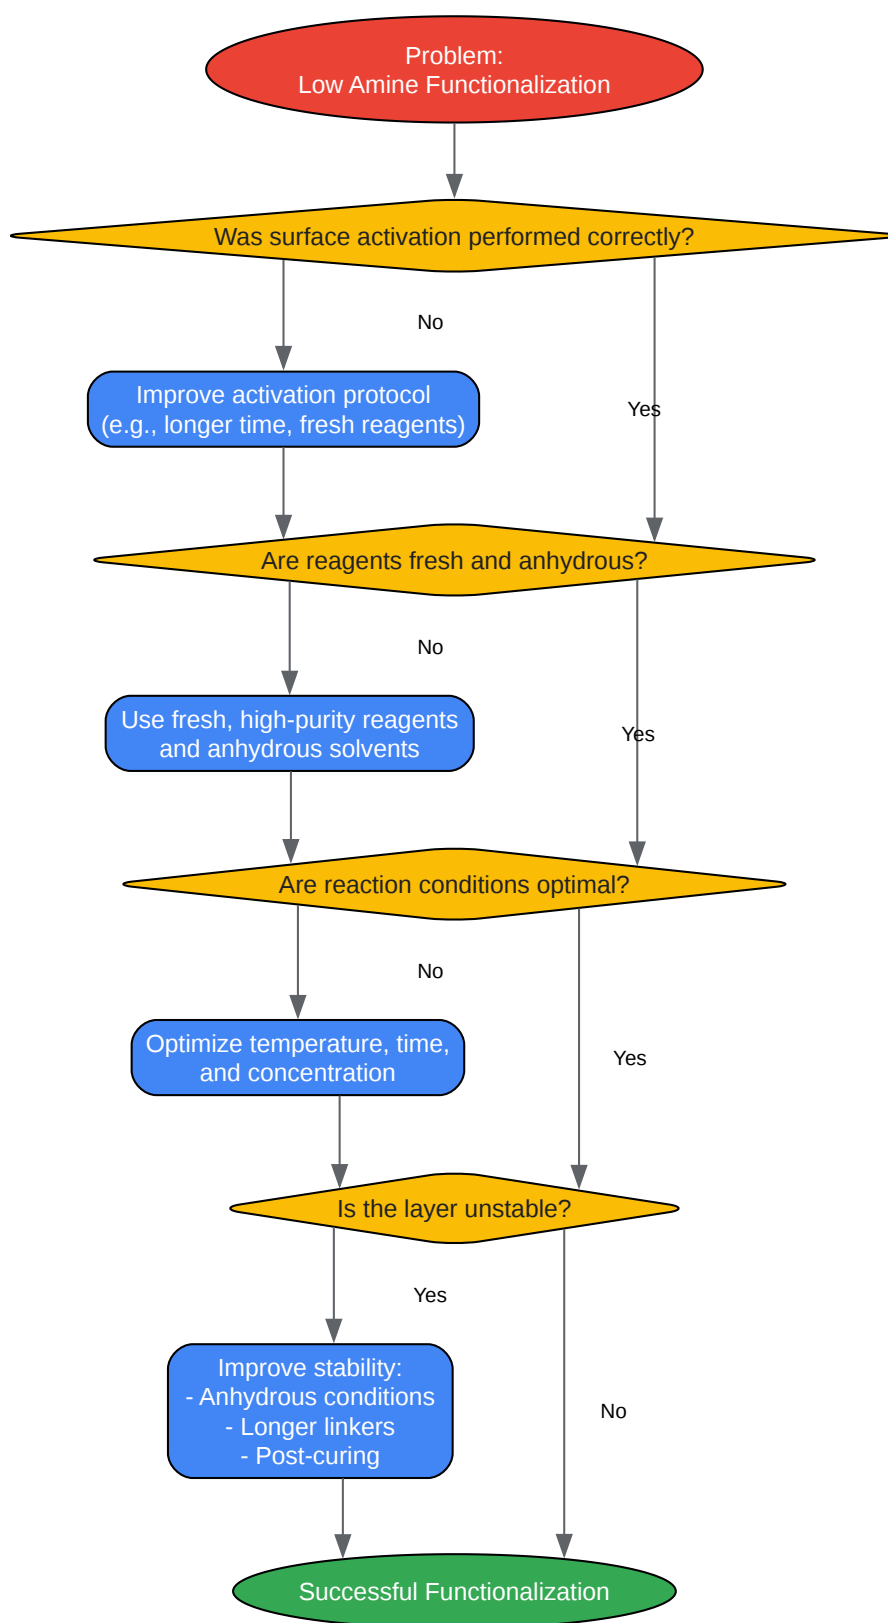 Problem:
Low Amine Functionalization
Was surface activation performed correctly?
No
Improve activation protocol
(e.g., longer time, fresh reagents)
Yes
Are reagents fresh and anhydrous?
No
Use fresh, high-purity reagents
and anhydrous solvents
Yes
Are reaction conditions optimal?
No
Optimize temperature, time,
and concentration
Yes
Is the layer unstable?
Yes
Improve stability:
- Anhydrous conditions
- Longer linkers
- Post-curing
No
Successful Functionalization